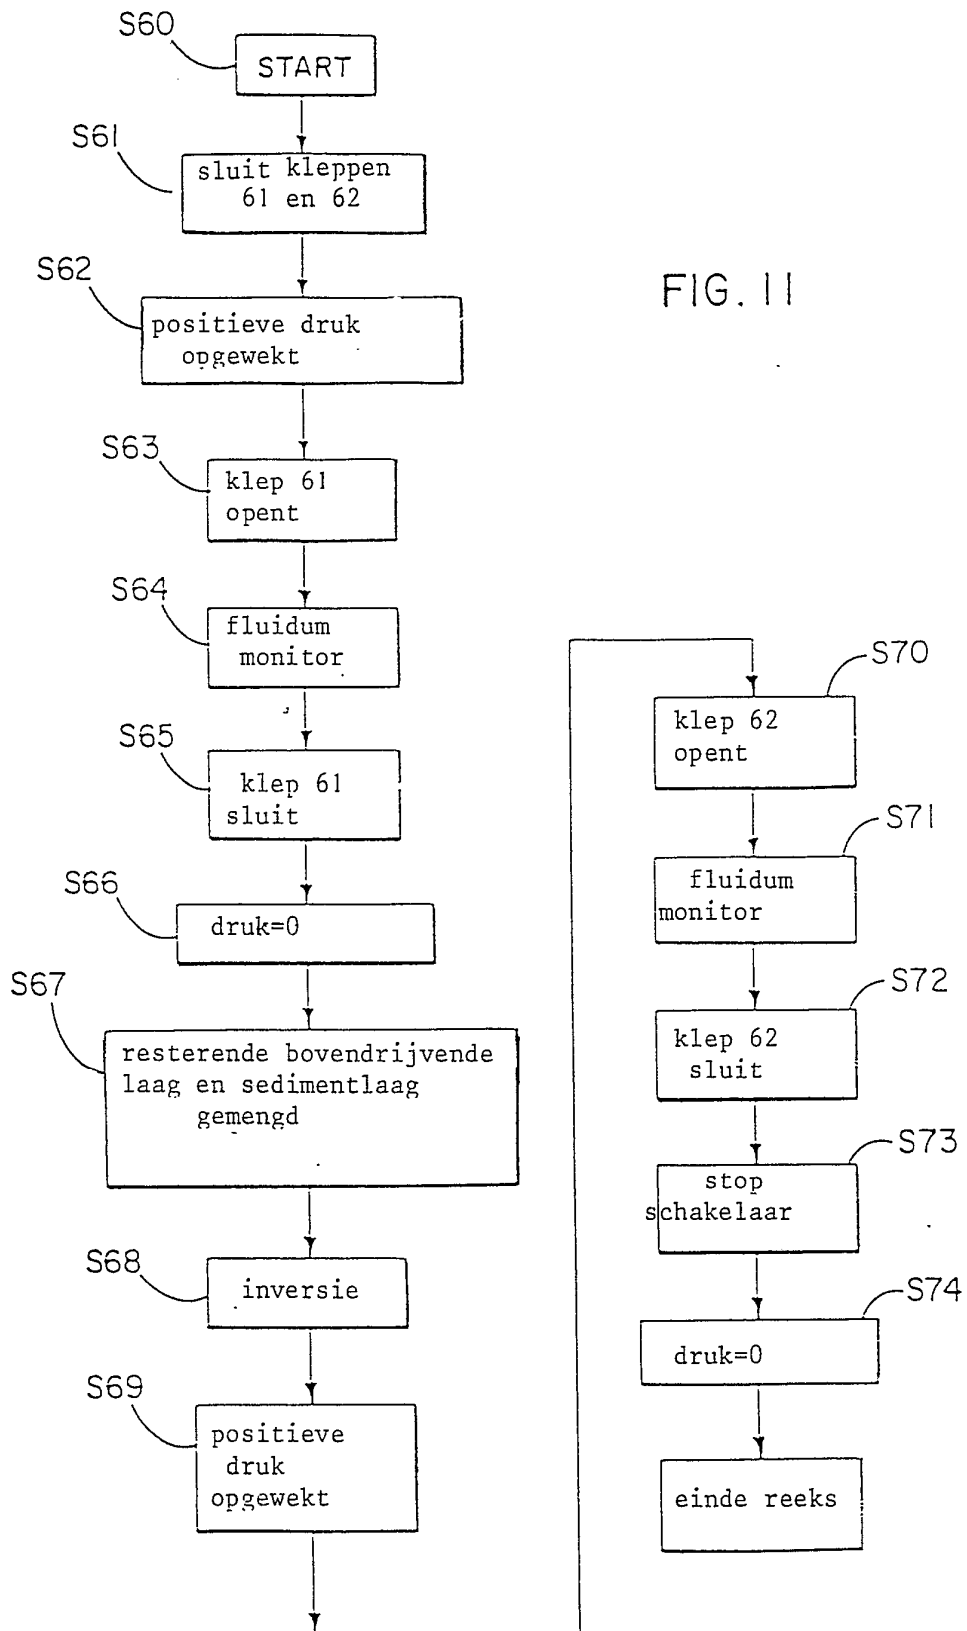 S60
START
S61
sluit kleppen
61 en 62
S62
positieve druk
opgewekt
FIG. 11
S63
klep 61
opent
S64
fluidum
monitor
S65
klep 61
sluit
S66
druk=0
S67
resterende bovendrijvende
laag en sedimentlaag
gemengd
S68
inversie
S69
positieve
druk
opgewekt
S70
klep 62
opent
S71
fluidum
monitor
S72
klep 62
sluit
S73
stop
schakelaar
S74
druk=0
einde reeks